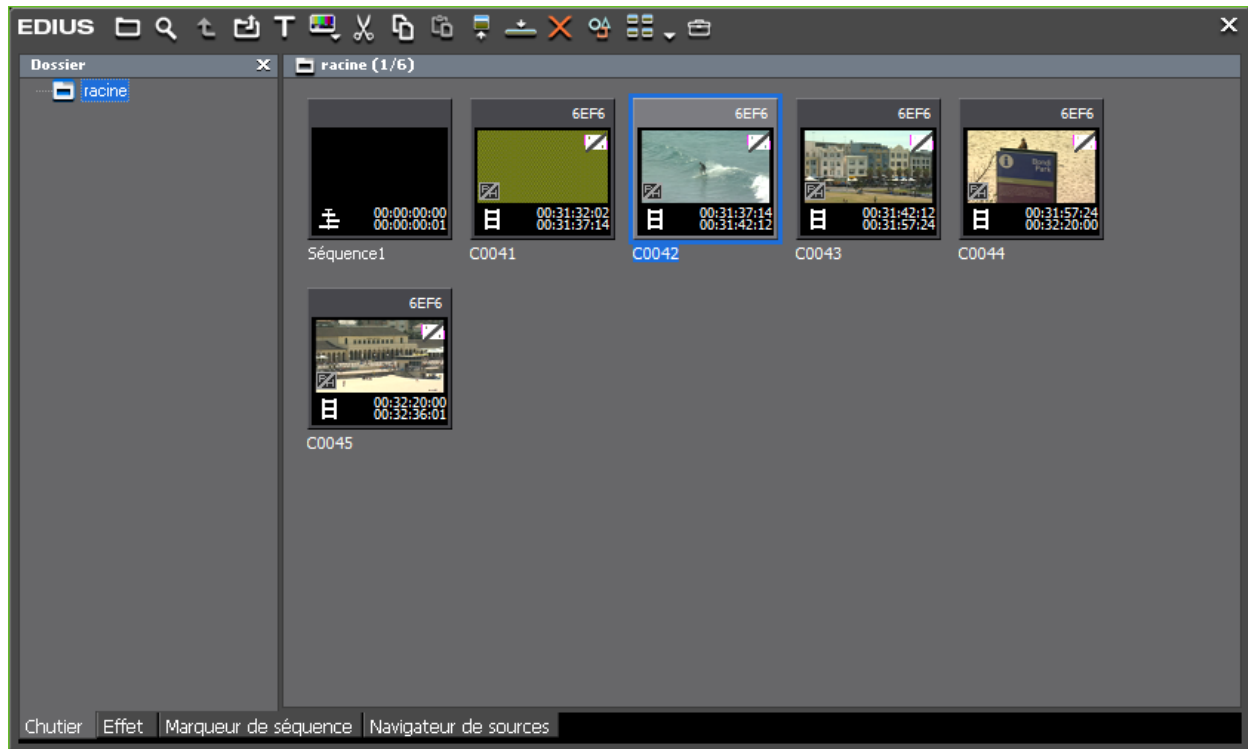 EDIUS
Dossier
racine (1/6)
racine
00:00:00:00
00:00:00:01
Séquence1
6EF6
00:31:32:02
00:31:37:14
C0041
6EF6
00:31:37:14
00:31:42:12
C0042
6EF6
00:31:42:12
00:31:57:24
C0043
6EF6
Bondi
Park
00:31:57:24
00:32:20:00
C0044
6EF6
00:32:20:00
00:32:36:01
C0045
Chutier
Effet
Marqueur de séquence
Navigateur de sources